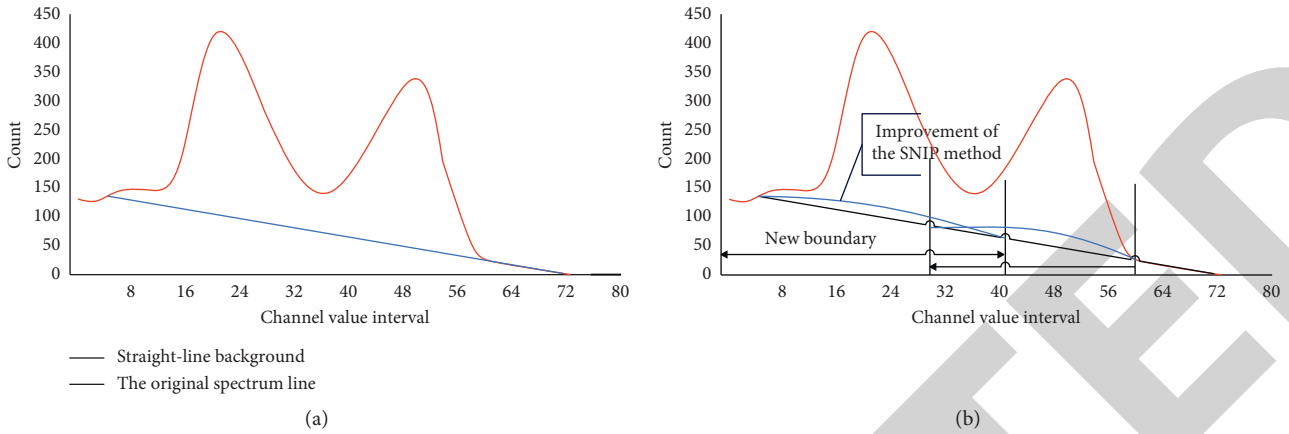 450
400
350
300
250
200
150
100
50
0
Count
8 16 24 32 40 48 56 64 72 80
Channel value interval
Straight-line background
The original spectrum line
(a)
450
400
350
300
250
200
150
100
50
0
Count
Improvement of
the SNIP method
New boundary
8 16 24 32 40 48 56 64 72 80
Channel value interval
(b)
TED